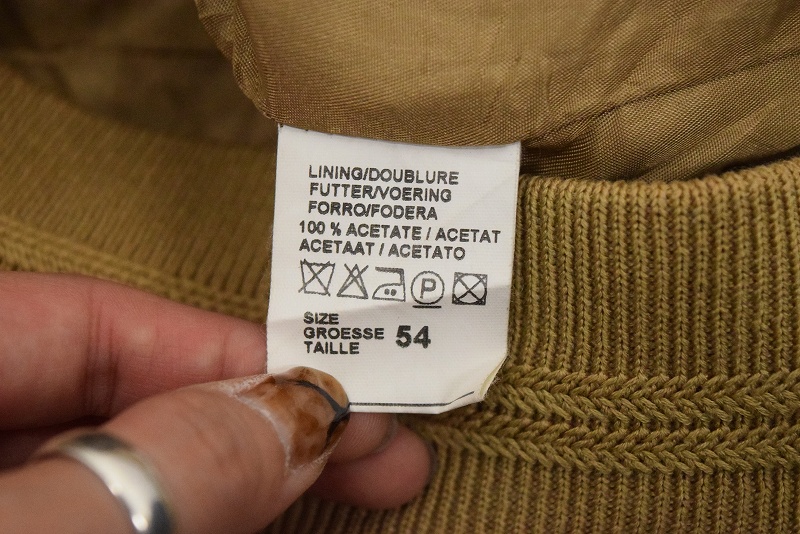 LINING/DOUBLURE
FUTTER/VOERING
FORRO/FODERA
100 % ACETATE / ACETAT
ACETAAT / ACETATO
P
SIZE
GROESSE 54
TAILLE